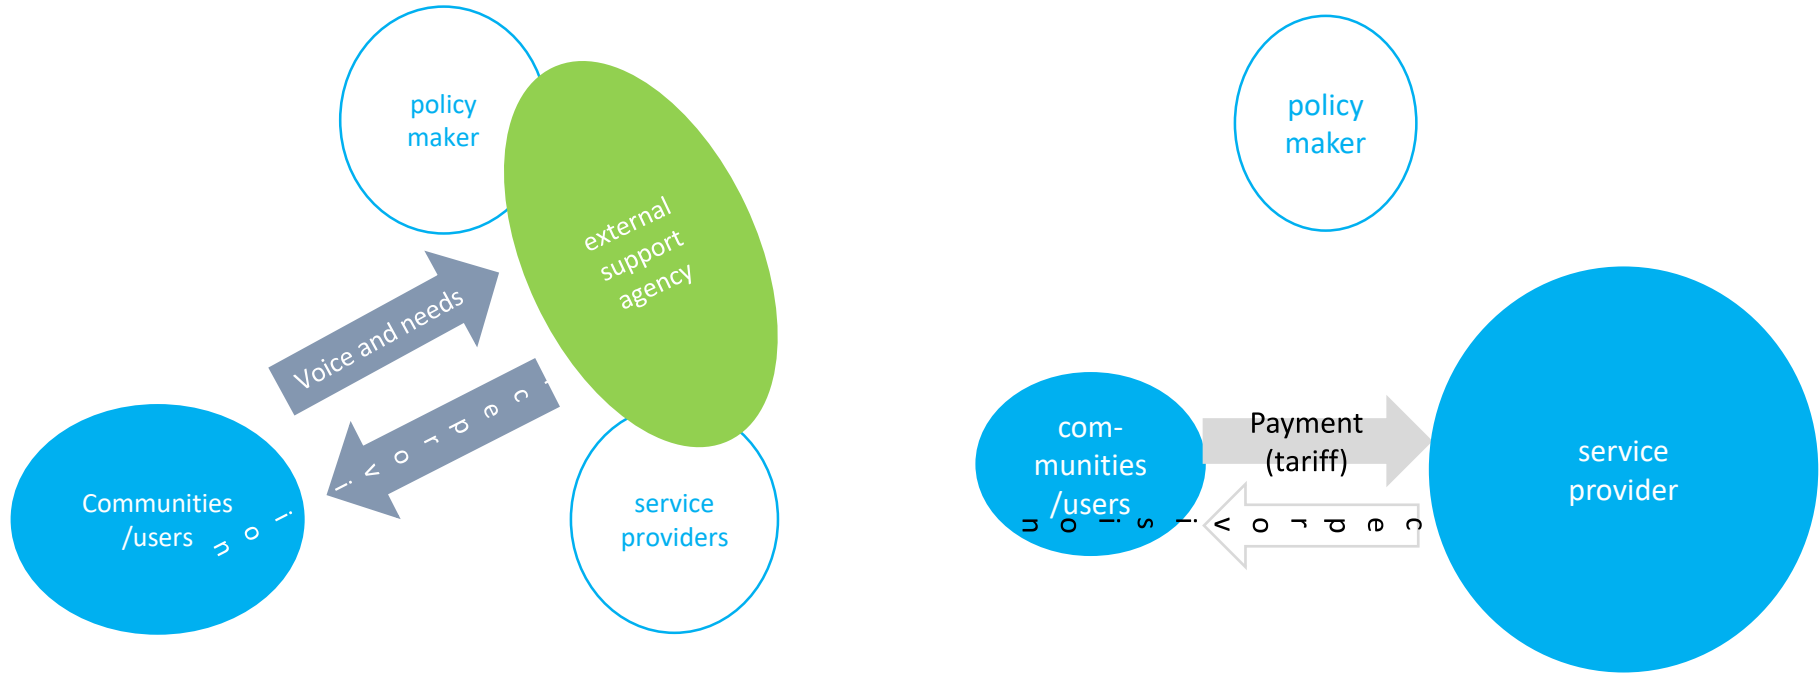 policy
maker
external
support
agency
Voice and needs
c e p r o v i
i o n
Communities
/users
service
providers
policy
maker
com-
munities
/users
Payment
(tariff)
c e p r o v i s i o n
service
provider